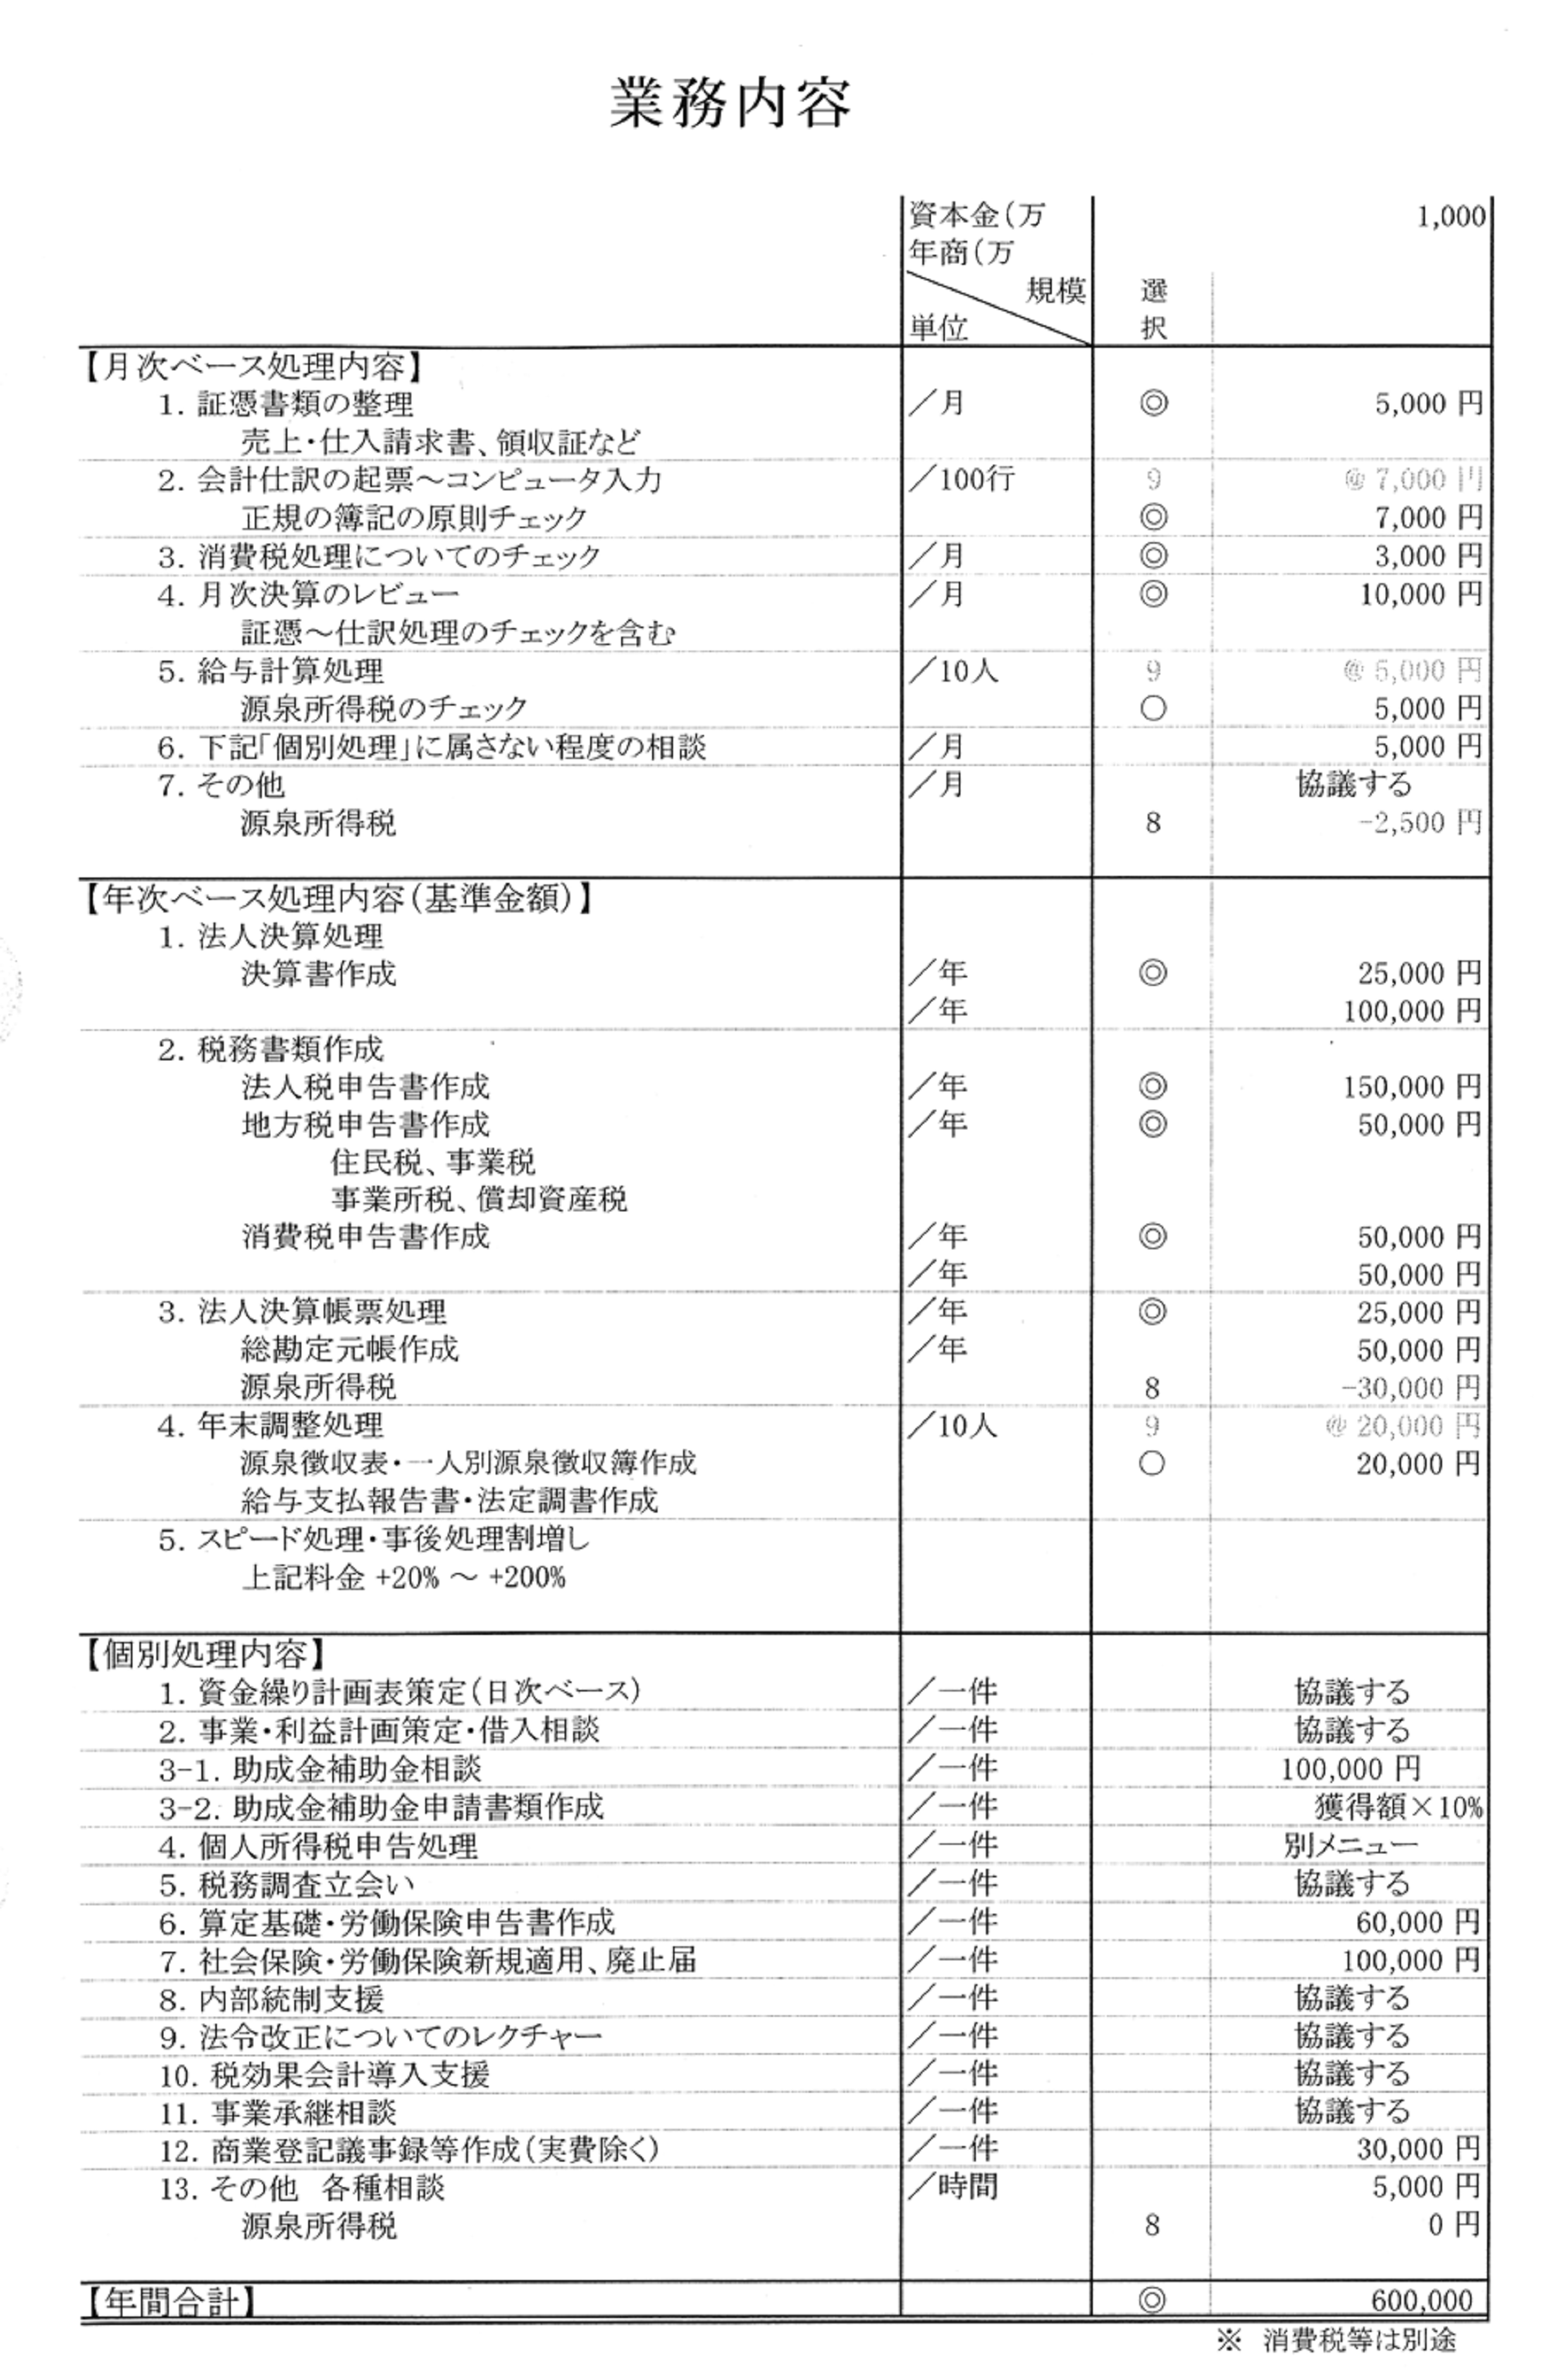 業務内容
資本金(万 1,000
年商(万
規模 選
単位 択
【月次ベース処理内容】
1. 証憑書類の整理 ／月 ◎ 5,000 円
売上・仕入請求書、領収証など
2. 会計仕訳の起票～コンピュータ入力 ／100行 9 @ 7,000 円
正規の簿記の原則チェック ◎ 7,000 円
3. 消費税処理についてのチェック ／月 ◎ 3,000 円
4. 月次決算のレビュー ／月 ◎ 10,000 円
証憑～仕訳処理のチェックを含む
5. 給与計算処理 ／10人 9 @ 5,000 円
源泉所得税のチェック ○ 5,000 円
6. 下記「個別処理」に属さない程度の相談 ／月 5,000 円
7. その他 ／月 協議する
源泉所得税 8 -2,500 円
【年次ベース処理内容(基準金額)】
1. 法人決算処理
決算書作成 ／年 ◎ 25,000 円
／年 100,000 円
2. 税務書類作成
法人税申告書作成 ／年 ◎ 150,000 円
地方税申告書作成 ／年 ◎ 50,000 円
住民税、事業税
事業所税、償却資産税
消費税申告書作成 ／年 ◎ 50,000 円
／年 50,000 円
3. 法人決算帳票処理 ／年 ◎ 25,000 円
総勘定元帳作成 ／年 50,000 円
源泉所得税 8 -30,000 円
4. 年末調整処理 ／10人 9 @ 20,000 円
源泉徴収表・一人別源泉徴収簿作成 ○ 20,000 円
給与支払報告書・法定調書作成
5. スピード処理・事後処理割増し
上記料金 +20% ～ +200%
【個別処理内容】
1. 資金繰り計画表策定(日次ベース) ／一件 協議する
2. 事業・利益計画策定・借入相談 ／一件 協議する
3-1. 助成金補助金相談 ／一件 100,000 円
3-2. 助成金補助金申請書類作成 ／一件 獲得額×10%
4. 個人所得税申告処理 ／一件 別メニュー
5. 税務調査立会い ／一件 協議する
6. 算定基礎・労働保険申告書作成 ／一件 60,000 円
7. 社会保険・労働保険新規適用、廃止届 ／一件 100,000 円
8. 内部統制支援 ／一件 協議する
9. 法令改正についてのレクチャー ／一件 協議する
10. 税効果会計導入支援 ／一件 協議する
11. 事業承継相談 ／一件 協議する
12. 商業登記議事録等作成(実費除く) ／一件 30,000 円
13. その他 各種相談 ／時間 5,000 円
源泉所得税 8 0 円
【年間合計】 ◎ 600,000
※ 消費税等は別途